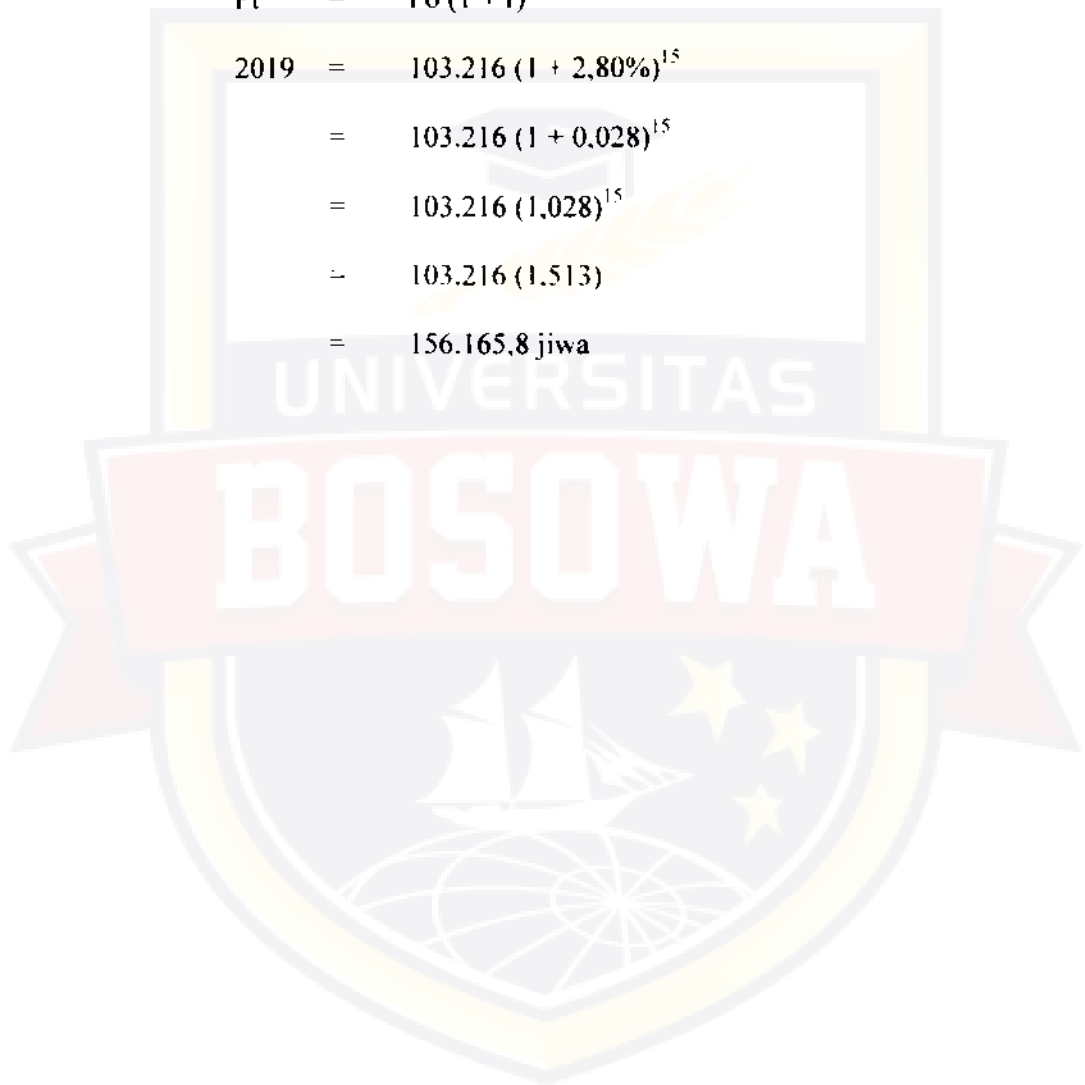 2019 = 103.216 (1 + 2,80%)^15
= 103.216 (1 + 0,028)^15
= 103.216 (1,028)^15
= 103.216 (1.513)
= 156.165,8 jiwa
UNIVERSITAS
BOSOWA